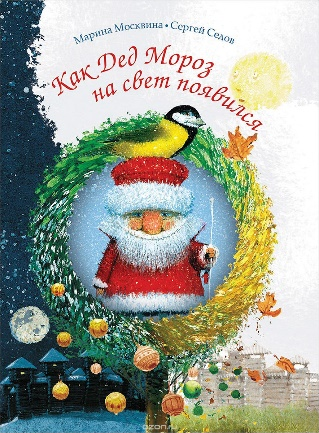 Марина Москвина • Сергей Седов
Как Дед Мороз
на свет появился
ozon.ru